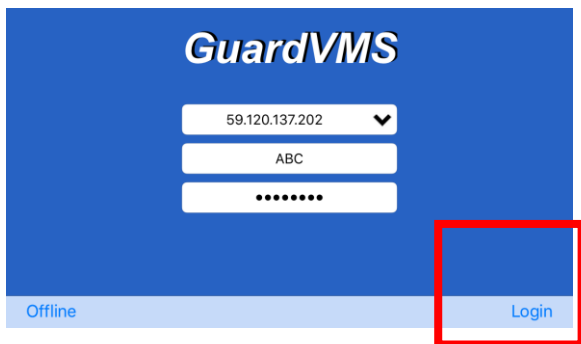 GuardVMS
59.120.137.202
ABC
••••••••
Offline
Login